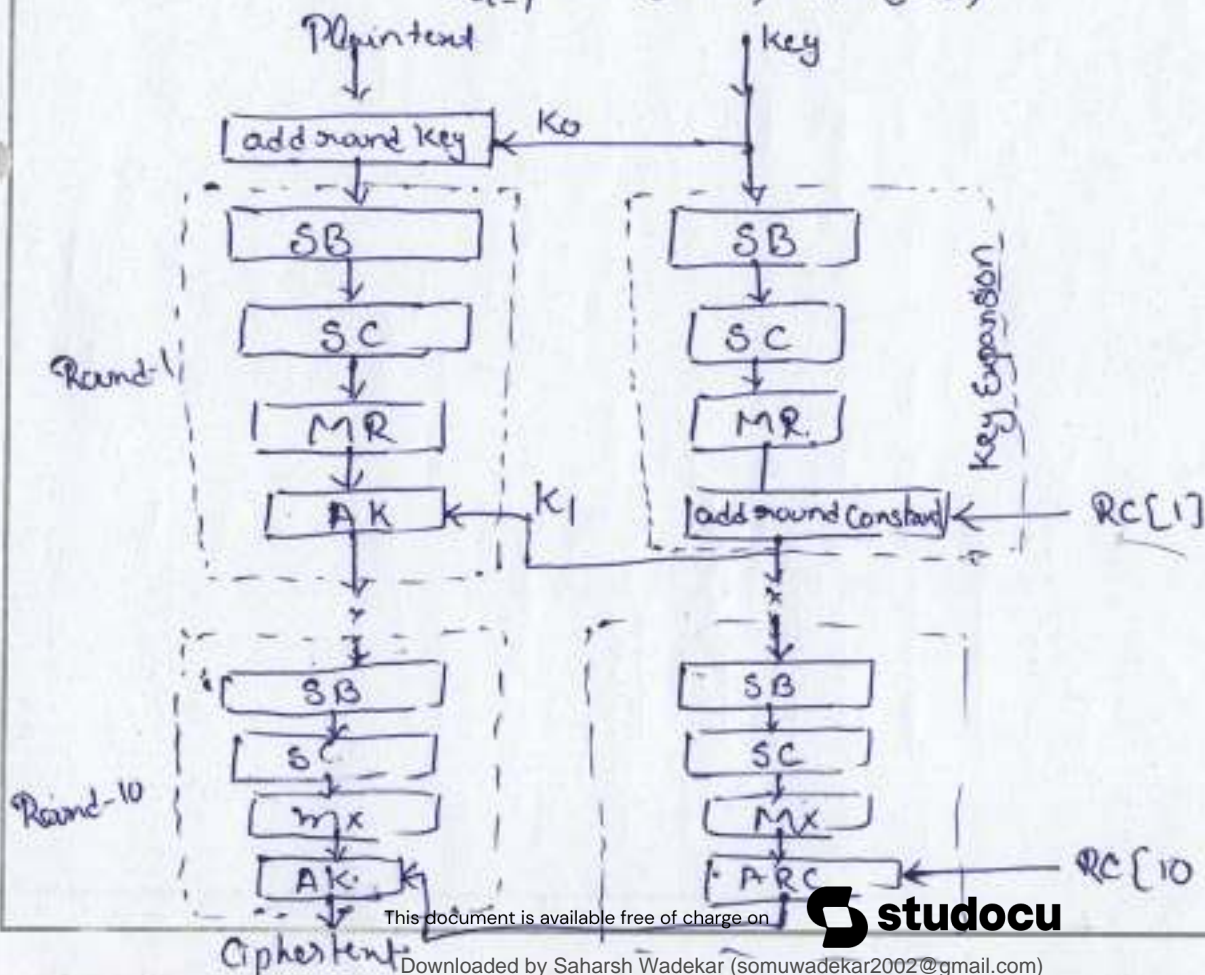 Plaintext Key
add round key K0
SB SB
SC SC
Round-1 MR MR Key Expansion
AK K1 add round Constant RC[1]
SB SB
SC SC
Round-10 mx Mx
AK. ARC RC[10
Ciphertext
This document is available free of charge on studocu
Downloaded by Saharsh Wadekar (somuwadekar2002@gmail.com)